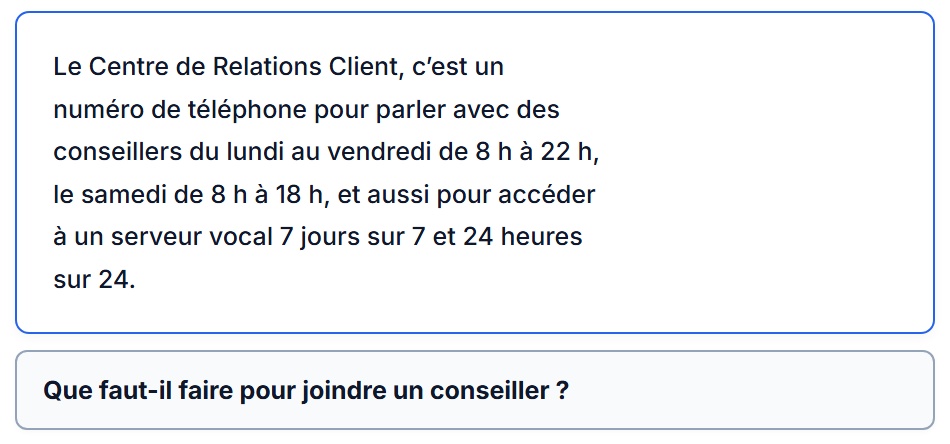 Le Centre de Relations Client, c’est un
numéro de téléphone pour parler avec des
conseillers du lundi au vendredi de 8 h à 22 h,
le samedi de 8 h à 18 h, et aussi pour accéder
à un serveur vocal 7 jours sur 7 et 24 heures
sur 24.
Que faut-il faire pour joindre un conseiller ?